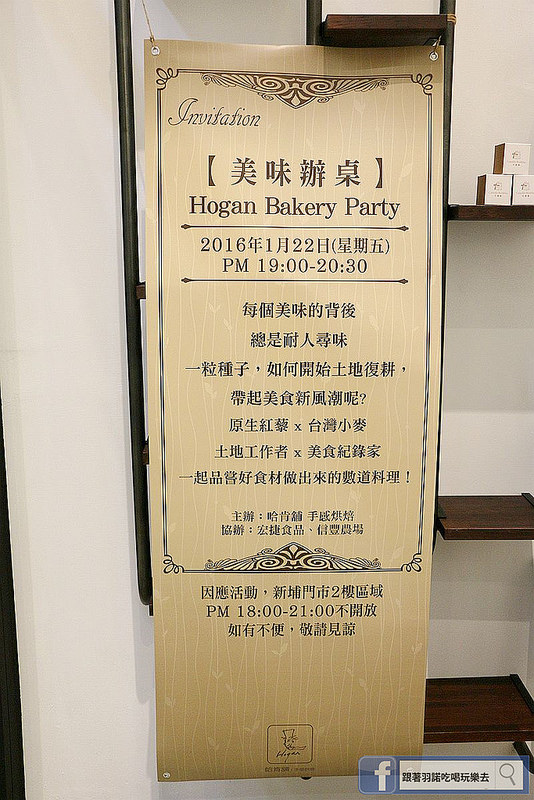 Invitation
【美味辦桌】
Hogan Bakery Party
2016年1月22日(星期五)
PM 19:00-20:30
每個美味的背後
總是耐人尋味
一粒種子，如何開始土地復耕，
帶起美食新風潮呢?
原生紅藜 x 台灣小麥
土地工作者 x 美食紀錄家
一起品嘗好食材做出來的數道料理！
主辦：哈肯舖 手感烘焙
協辦：宏捷食品、信豐農場
因應活動，新埔門市2樓區域
PM 18:00-21:00不開放
如有不便，敬請見諒
Hogan
哈肯舖
跟著羽諾吃喝玩樂去